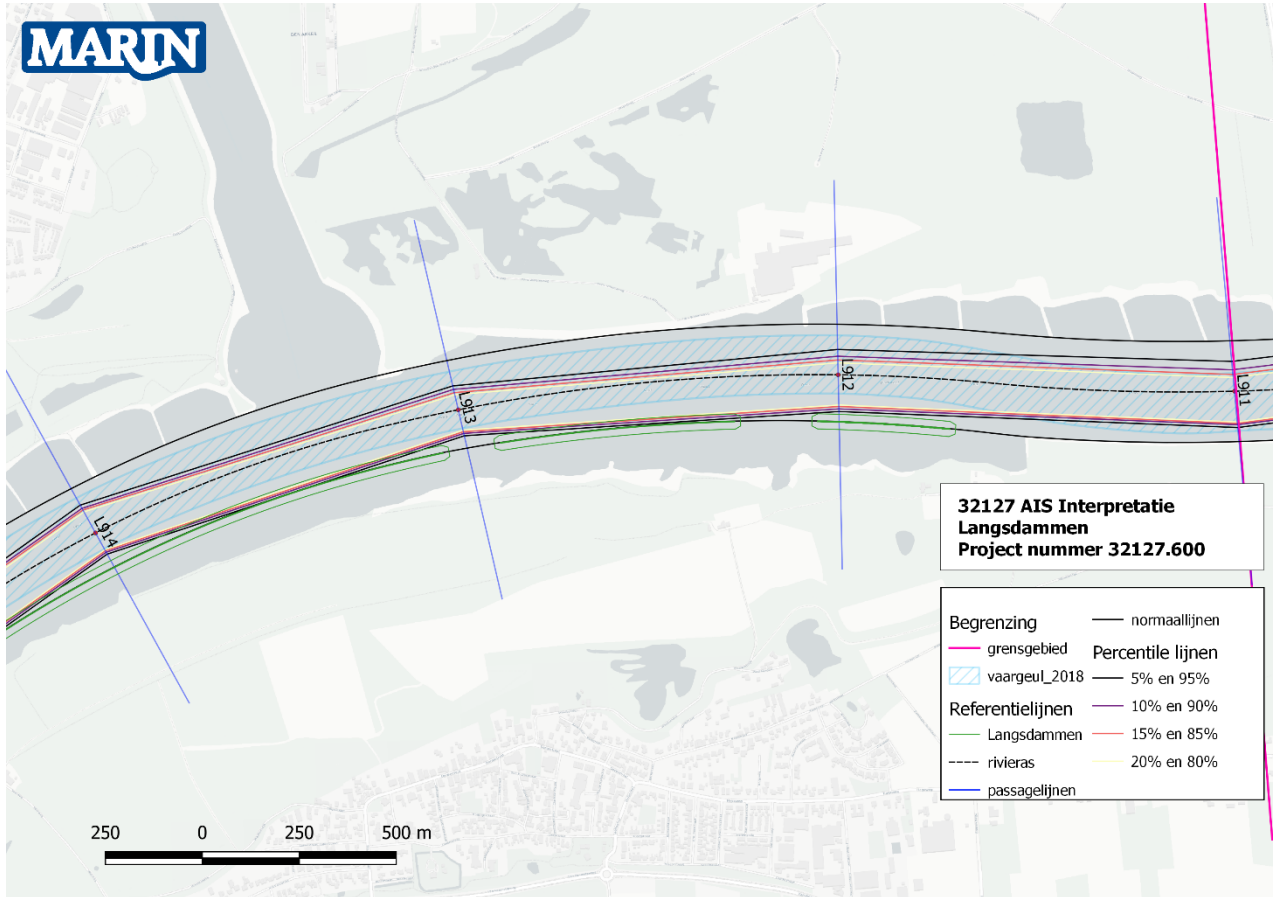 MARIN
L914
L913
L912
L911
32127 AIS Interpretatie
Langsdammen
Project nummer 32127.600
Begrenzing
grensgebied
vaargeul_2018
Referentielijnen
Langsdammen
rivieras
passagelijnen
normaallijnen
Percentile lijnen
5% en 95%
10% en 90%
15% en 85%
20% en 80%
250 0 250 500 m